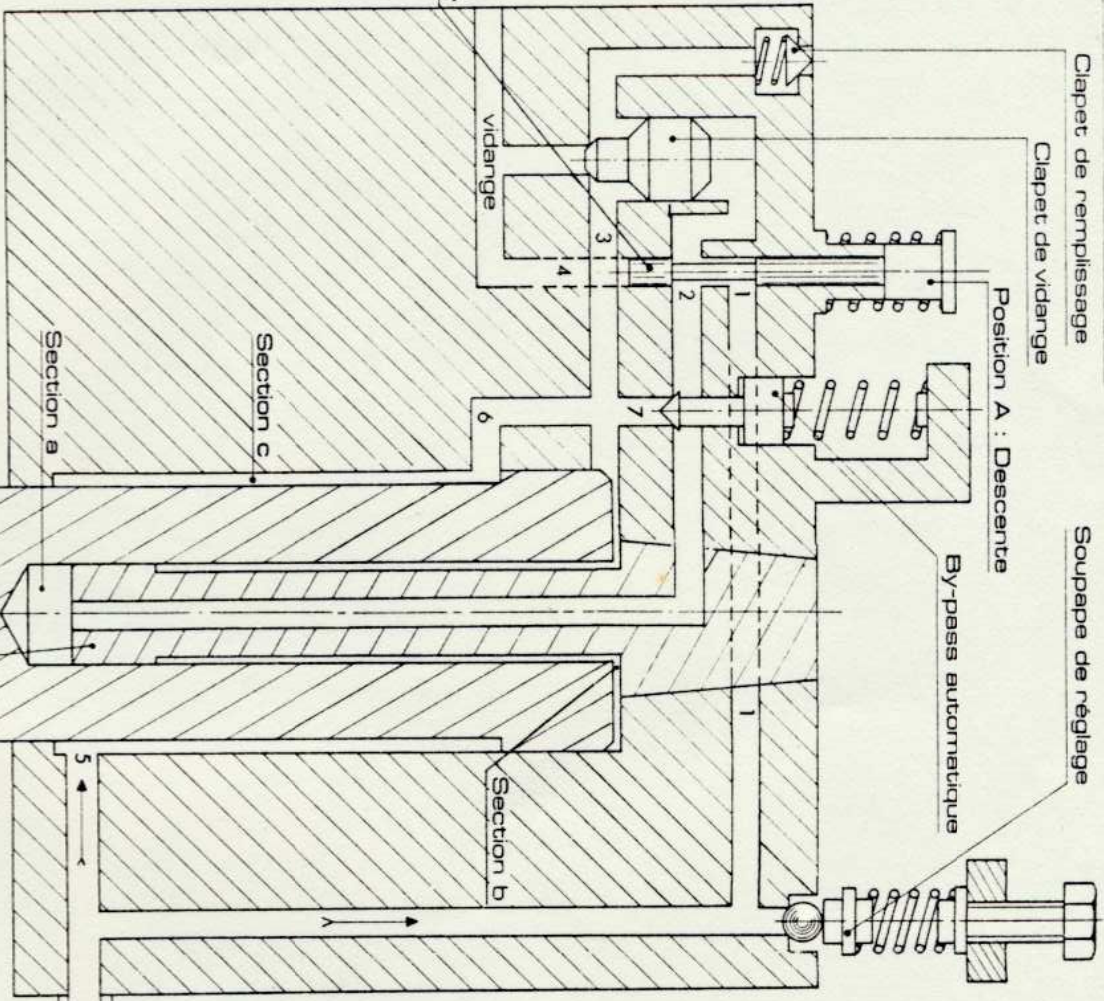 Clapet de remplissage
Clapet de vidange
Position A : Descente
By-pass automatique
Soupape de réglage
vidange
3
4
2
1
7
6
1
5
Section a
Section c
Section b